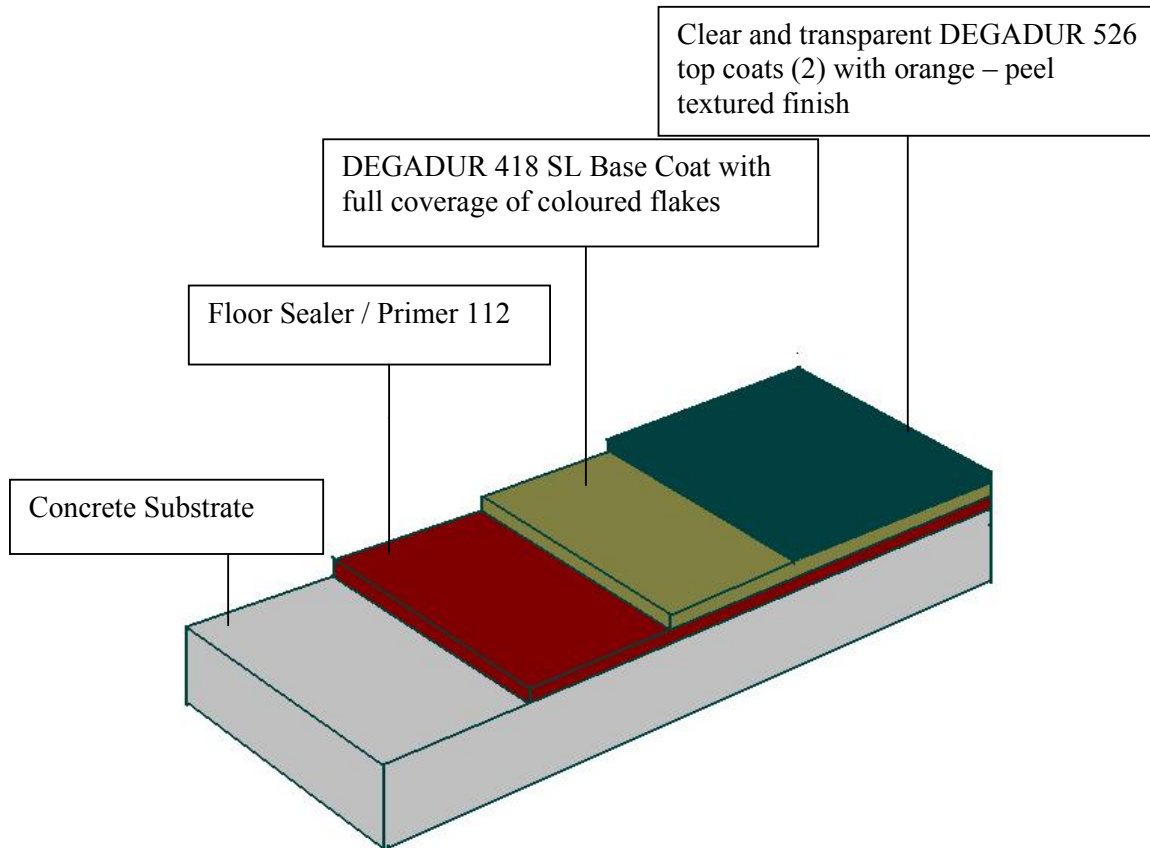 Clear and transparent DEGADUR 526
top coats (2) with orange – peel
textured finish
DEGADUR 418 SL Base Coat with
full coverage of coloured flakes
Floor Sealer / Primer 112
Concrete Substrate